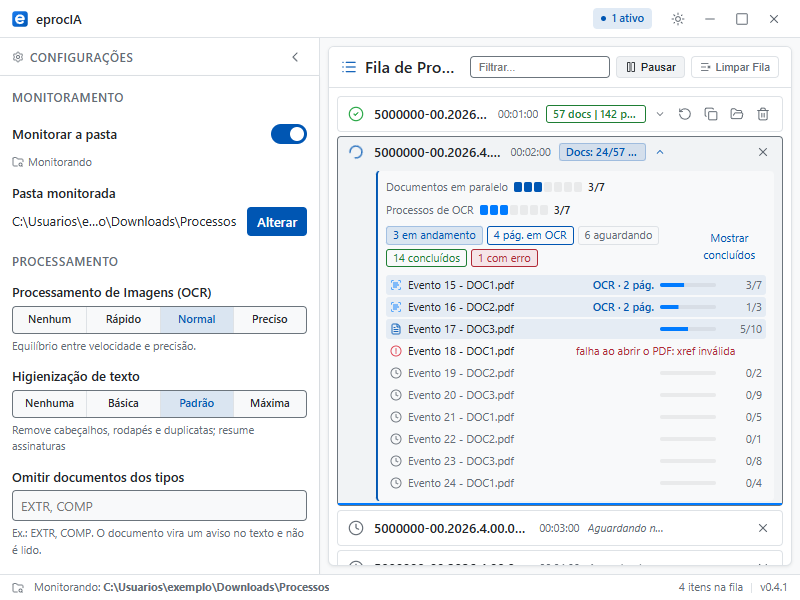 eprocIA
1 ativo
CONFIGURAÇÕES
MONITORAMENTO
Monitorar a pasta
Monitorando
Pasta monitorada
C:\Usuarios\e...o\Downloads\Processos
Alterar
PROCESSAMENTO
Processamento de Imagens (OCR)
Nenhum Rápido Normal Preciso
Equilíbrio entre velocidade e precisão.
Higienização de texto
Nenhuma Básica Padrão Máxima
Remove cabeçalhos, rodapés e duplicatas; resume
assinaturas
Omitir documentos dos tipos
EXTR, COMP
Ex.: EXTR, COMP. O documento vira um aviso no texto e não
é lido.
Fila de Pro...
Filtrar...
Pausar
Limpar Fila
5000000-00.2026... 00:01:00 57 docs | 142 p...
5000000-00.2026.4.... 00:02:00 Docs: 24/57 ...
Documentos em paralelo 3/7
Processos de OCR 3/7
3 em andamento 4 pág. em OCR 6 aguardando
14 concluídos 1 com erro
Mostrar
concluídos
Evento 15 - DOC1.pdf OCR · 2 pág. 3/7
Evento 16 - DOC2.pdf OCR · 2 pág. 1/3
Evento 17 - DOC3.pdf 5/10
Evento 18 - DOC1.pdf falha ao abrir o PDF: xref inválida
Evento 19 - DOC2.pdf 0/2
Evento 20 - DOC3.pdf 0/9
Evento 21 - DOC1.pdf 0/5
Evento 22 - DOC2.pdf 0/1
Evento 23 - DOC3.pdf 0/8
Evento 24 - DOC1.pdf 0/4
5000000-00.2026.4.00.0... 00:03:00 Aguardando n...
Monitorando: C:\Usuarios\exemplo\Downloads\Processos
4 itens na fila
v0.4.1